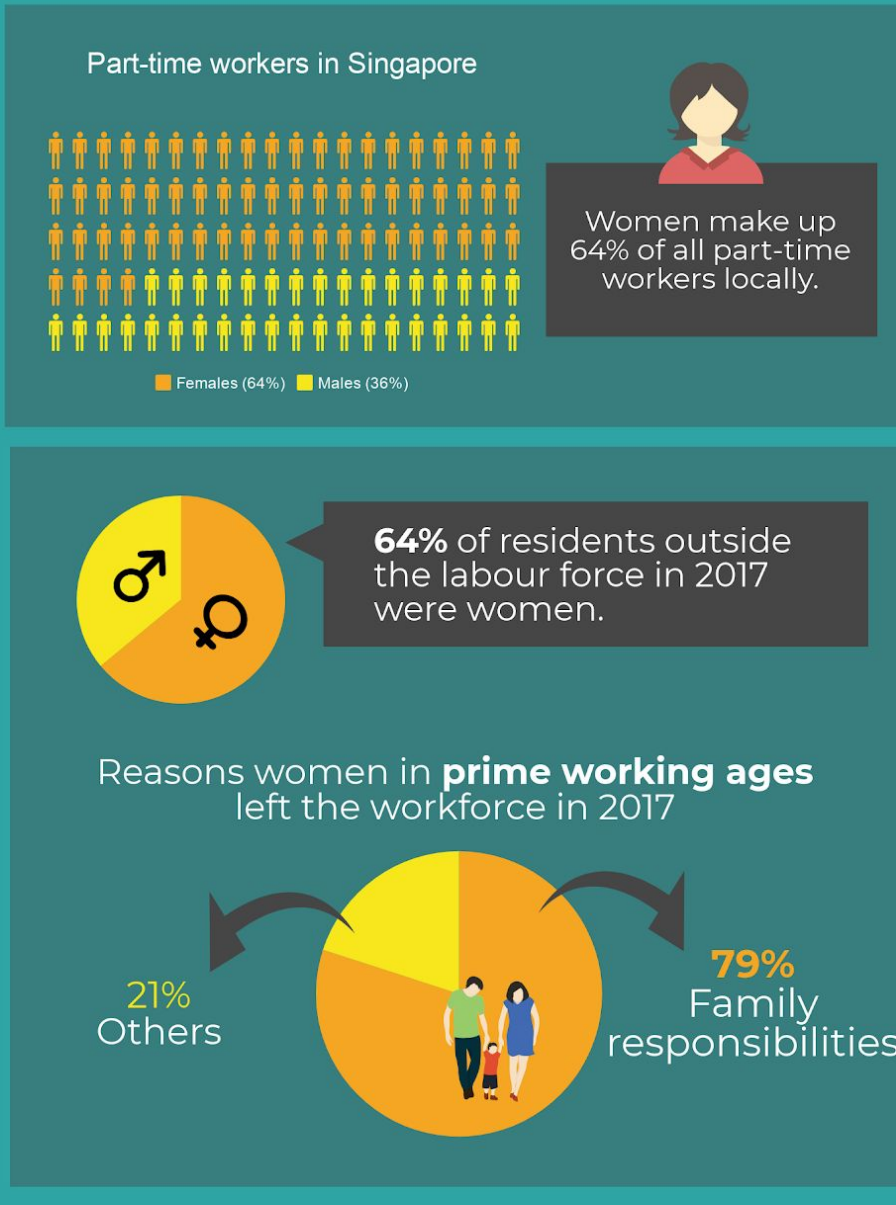 Part-time workers in Singapore
Women make up
64% of all part-time
workers locally.
Females (64%) Males (36%)
64% of residents outside
the labour force in 2017
were women.
Reasons women in prime working ages
left the workforce in 2017
21%
Others
79%
Family
responsibilities